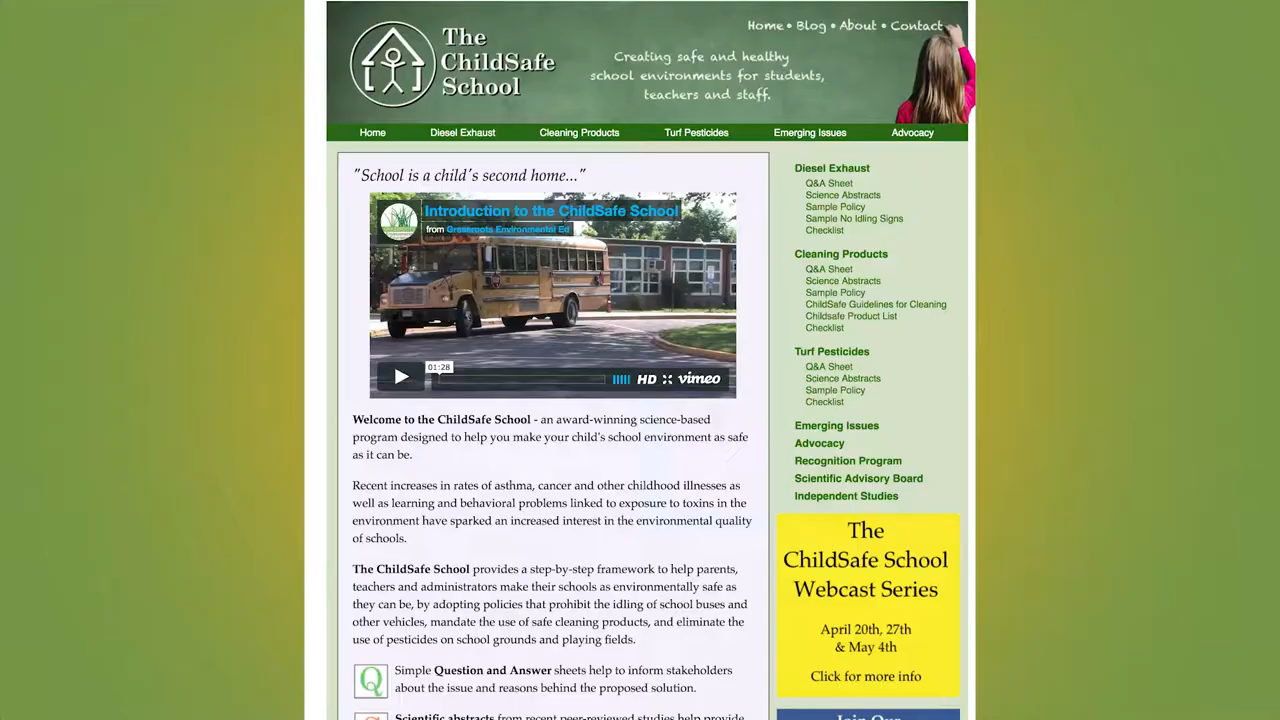 The
ChildSafe
School
Home • Blog • About • Contact
Creating safe and healthy
school environments for students,
teachers and staff.
Home
Diesel Exhaust
Cleaning Products
Turf Pesticides
Emerging Issues
Advocacy
"School is a child's second home..."
Introduction to the ChildSafe School
from Grassroots Environmental Ed
01:28
HD
vimeo
Welcome to the ChildSafe School - an award-winning science-based
program designed to help you make your child's school environment as safe
as it can be.
Recent increases in rates of asthma, cancer and other childhood illnesses as
well as learning and behavioral problems linked to exposure to toxins in the
environment have sparked an increased interest in the environmental quality
of schools.
The ChildSafe School provides a step-by-step framework to help parents,
teachers and administrators make their schools as environmentally safe as
they can be, by adopting policies that prohibit the idling of school buses and
other vehicles, mandate the use of safe cleaning products, and eliminate the
use of pesticides on school grounds and playing fields.
Q
Simple Question and Answer sheets help to inform stakeholders
about the issue and reasons behind the proposed solution.
Scientific abstracts from recent peer-reviewed studies help provide
Diesel Exhaust
Q&A Sheet
Science Abstracts
Sample Policy
Sample No Idling Signs
Checklist
Cleaning Products
Q&A Sheet
Science Abstracts
Sample Policy
ChildSafe Guidelines for Cleaning
Childsafe Product List
Checklist
Turf Pesticides
Q&A Sheet
Science Abstracts
Sample Policy
Checklist
Emerging Issues
Advocacy
Recognition Program
Scientific Advisory Board
Independent Studies
The
ChildSafe School
Webcast Series
April 20th, 27th
& May 4th
Click for more info
Join Our